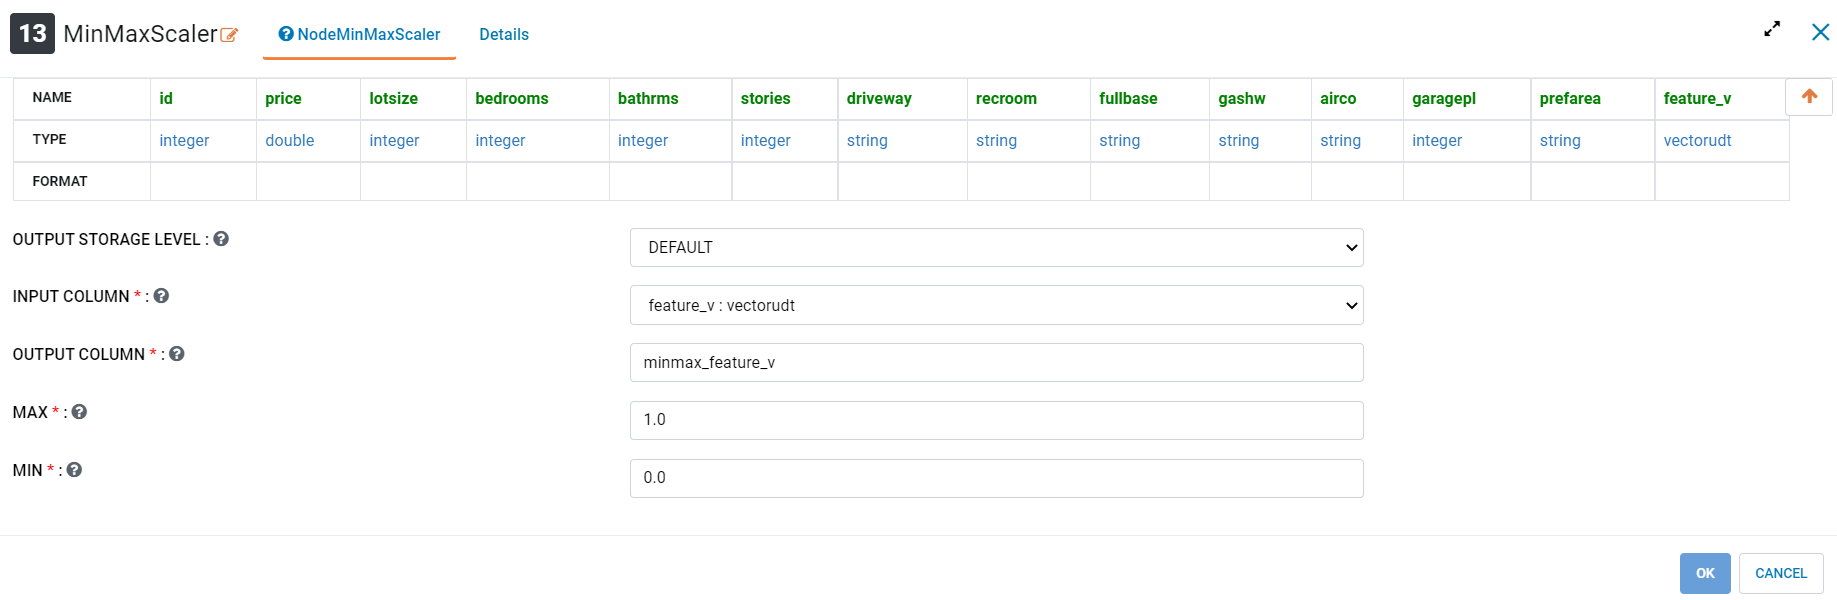 13 MinMaxScaler NodeMinMaxScaler Details
NAME id price lotsize bedrooms bathrms stories driveway recroom fullbase gashw airco garagepl prefarea feature_v
TYPE integer double integer integer integer integer string string string string string integer string vectorudt
FORMAT
OUTPUT STORAGE LEVEL : DEFAULT
INPUT COLUMN * : feature_v : vectorudt
OUTPUT COLUMN * : minmax_feature_v
MAX * : 1.0
MIN * : 0.0
OK CANCEL